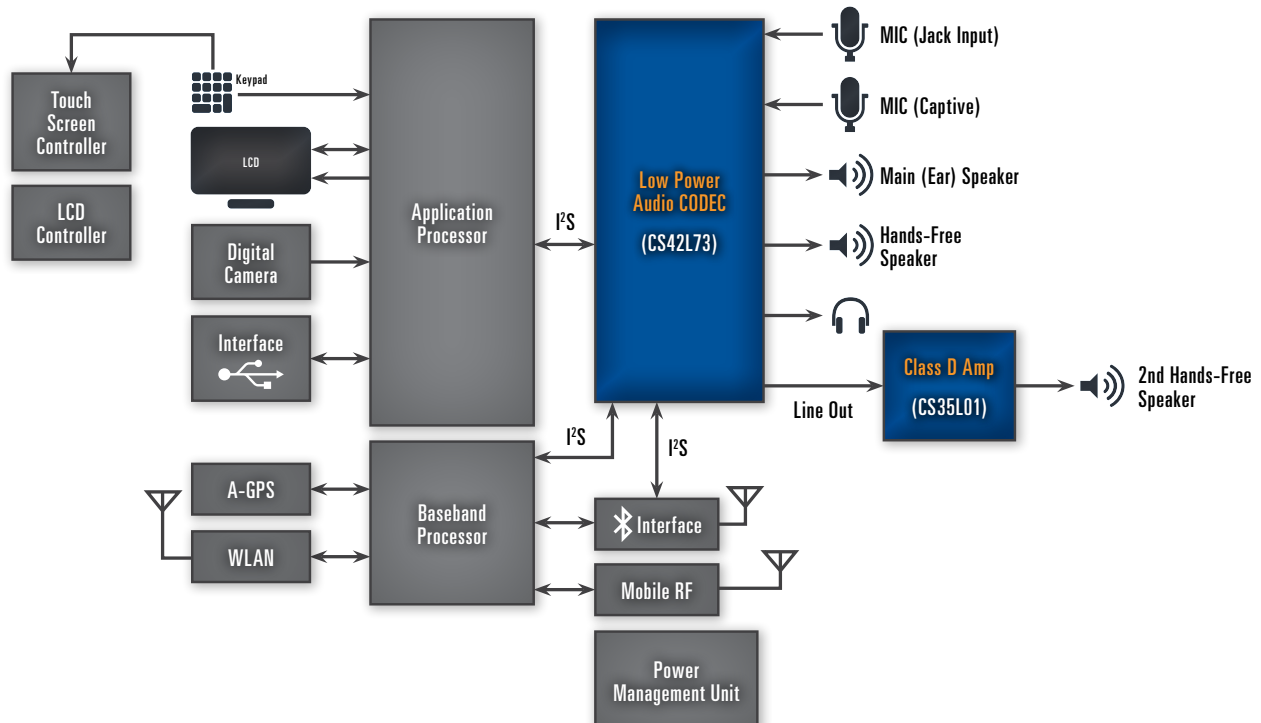 Touch
Screen
Controller
LCD
Controller
Keypad
LCD
Digital
Camera
Interface
A-GPS
WLAN
Application
Processor
Baseband
Processor
I²S
I²S
I²S
Low Power
Audio CODEC
(CS42L73)
MIC (Jack Input)
MIC (Captive)
Main (Ear) Speaker
Hands-Free
Speaker
Line Out
Class D Amp
(CS35L01)
2nd Hands-Free
Speaker
Interface
Mobile RF
Power
Management Unit